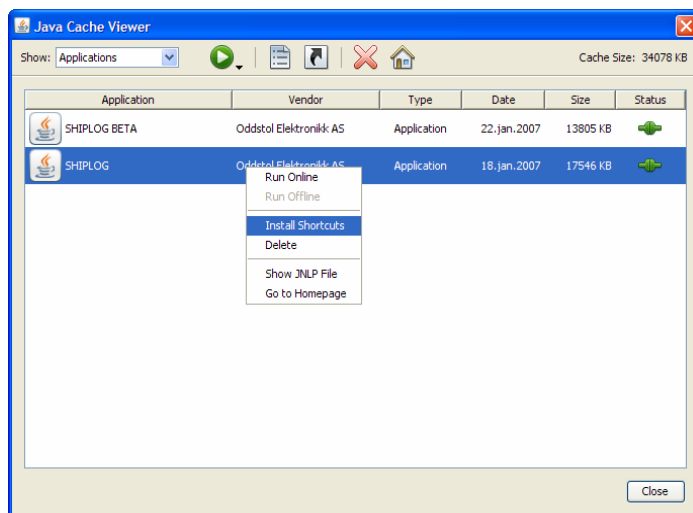 Java Cache Viewer
Show: Applications Cache Size: 34078 KB
Application Vendor Type Date Size Status
SHIPLOG BETA Oddstol Elektronikk AS Application 22.jan.2007 13805 KB
SHIPLOG Oddstol Elektronikk AS Application 18.jan.2007 17546 KB
Run Online
Run Offline
Install Shortcuts
Delete
Show JNLP File
Go to Homepage
Close